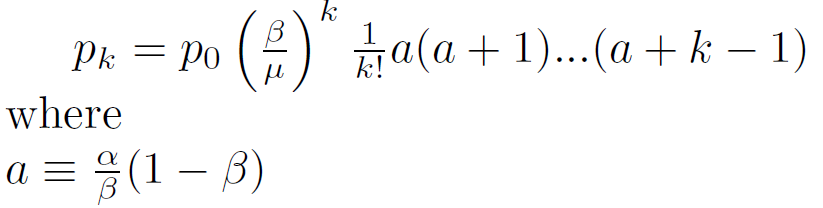 p_k = p_0 (β/μ)^k 1/k! a(a + 1)...(a + k − 1)
where
a ≡ α/β (1 − β)